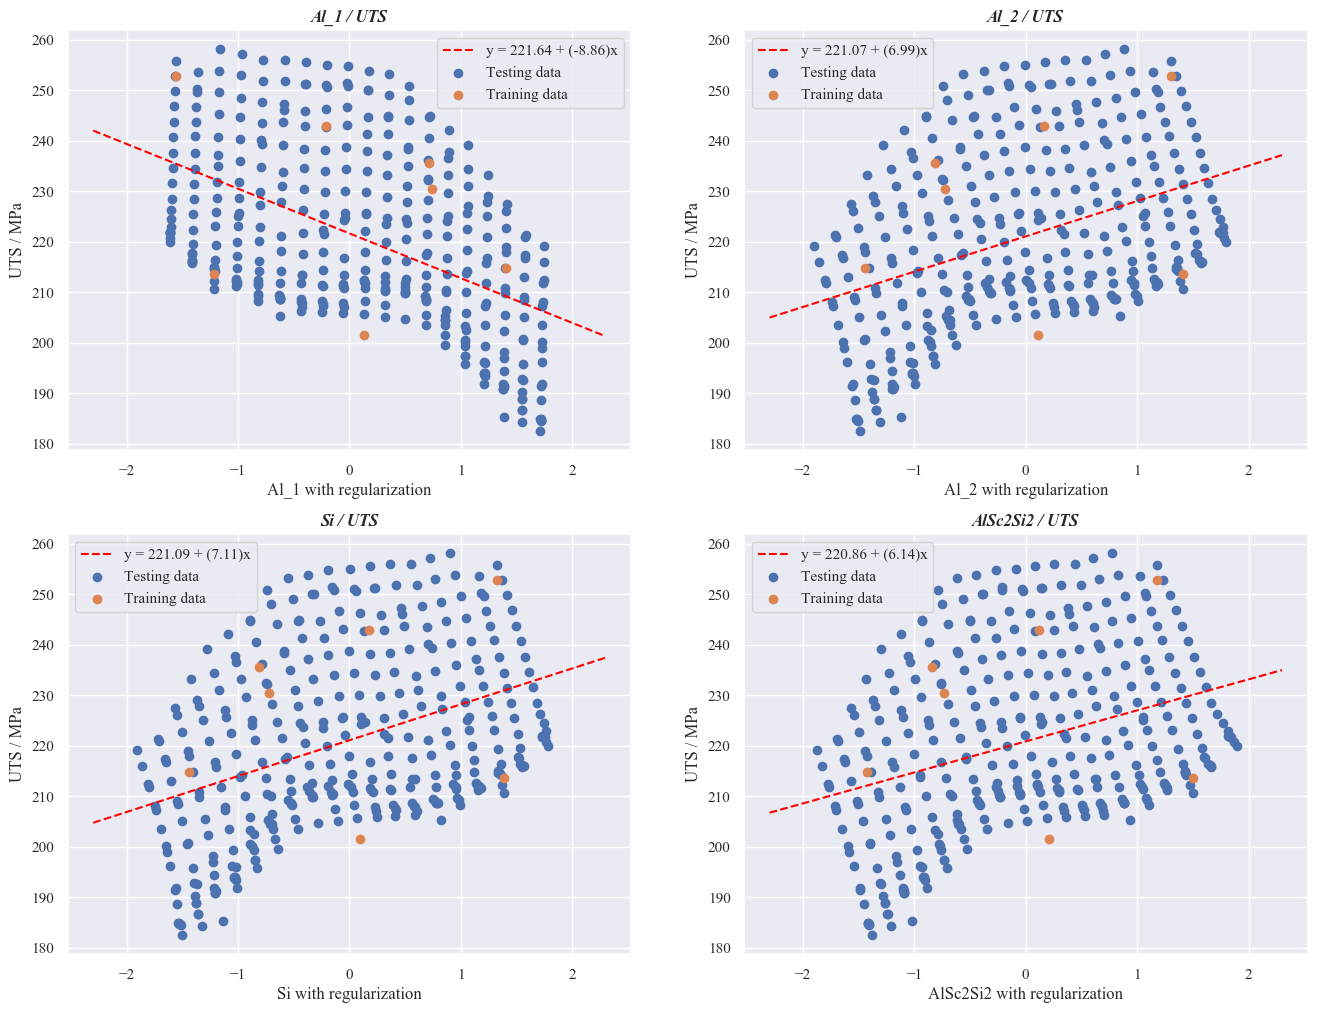 Al_1 / UTS
y = 221.64 + (-8.86)x
Testing data
Training data
260
250
240
230
220
210
200
190
180
UTS / MPa
−2
−1
0
1
2
Al_1 with regularization
Al_2 / UTS
y = 221.07 + (6.99)x
Testing data
Training data
260
250
240
230
220
210
200
190
180
UTS / MPa
−2
−1
0
1
2
Al_2 with regularization
Si / UTS
y = 221.09 + (7.11)x
Testing data
Training data
260
250
240
230
220
210
200
190
180
UTS / MPa
−2
−1
0
1
2
Si with regularization
AlSc2Si2 / UTS
y = 220.86 + (6.14)x
Testing data
Training data
260
250
240
230
220
210
200
190
180
UTS / MPa
−2
−1
0
1
2
AlSc2Si2 with regularization